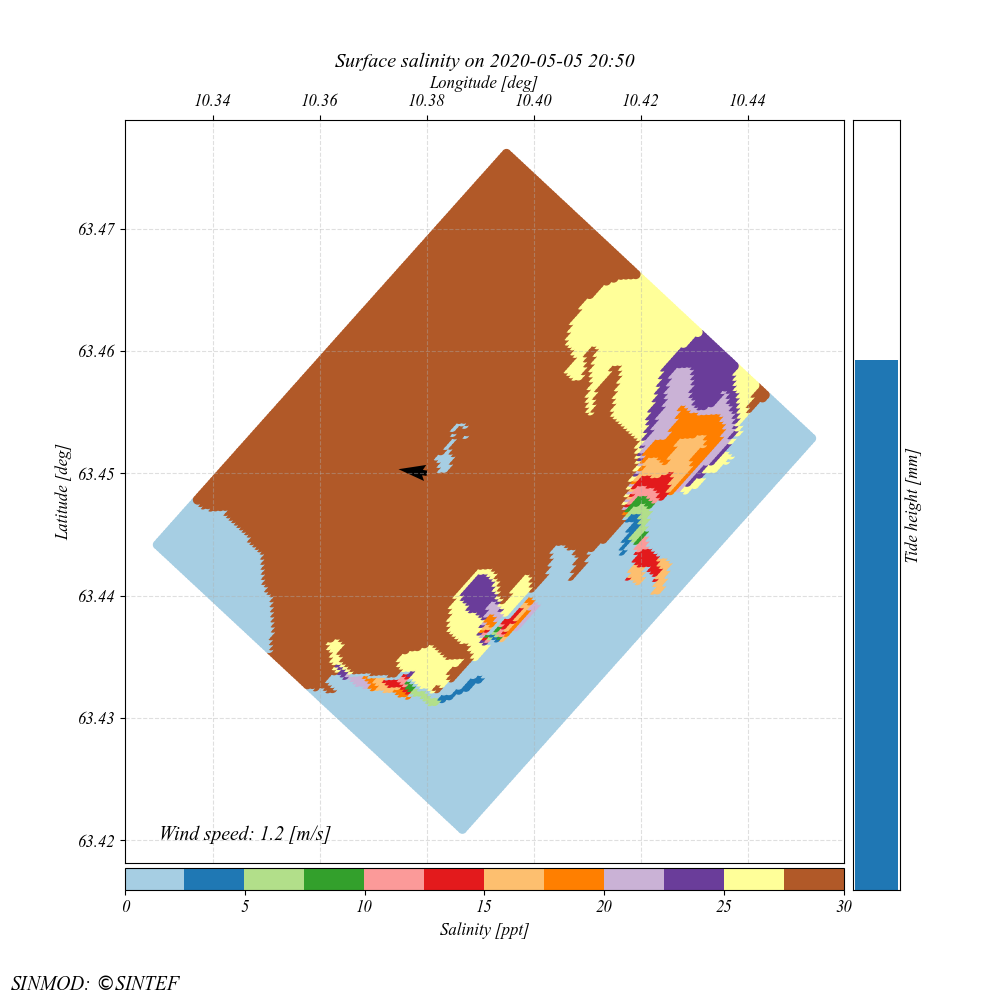 Surface salinity on 2020-05-05 20:50
Longitude [deg]
10.34 10.36 10.38 10.40 10.42 10.44
63.47
63.46
63.45
63.44
63.43
63.42
Latitude [deg]
Tide height [mm]
Wind speed: 1.2 [m/s]
0 5 10 15 20 25 30
Salinity [ppt]
SINMOD: ©SINTEF